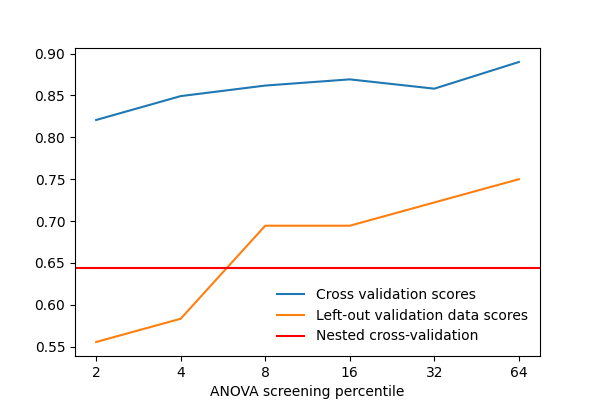 0.90
0.85
0.80
0.75
0.70
0.65
0.60
0.55
Cross validation scores
Left-out validation data scores
Nested cross-validation
2 4 8 16 32 64
ANOVA screening percentile